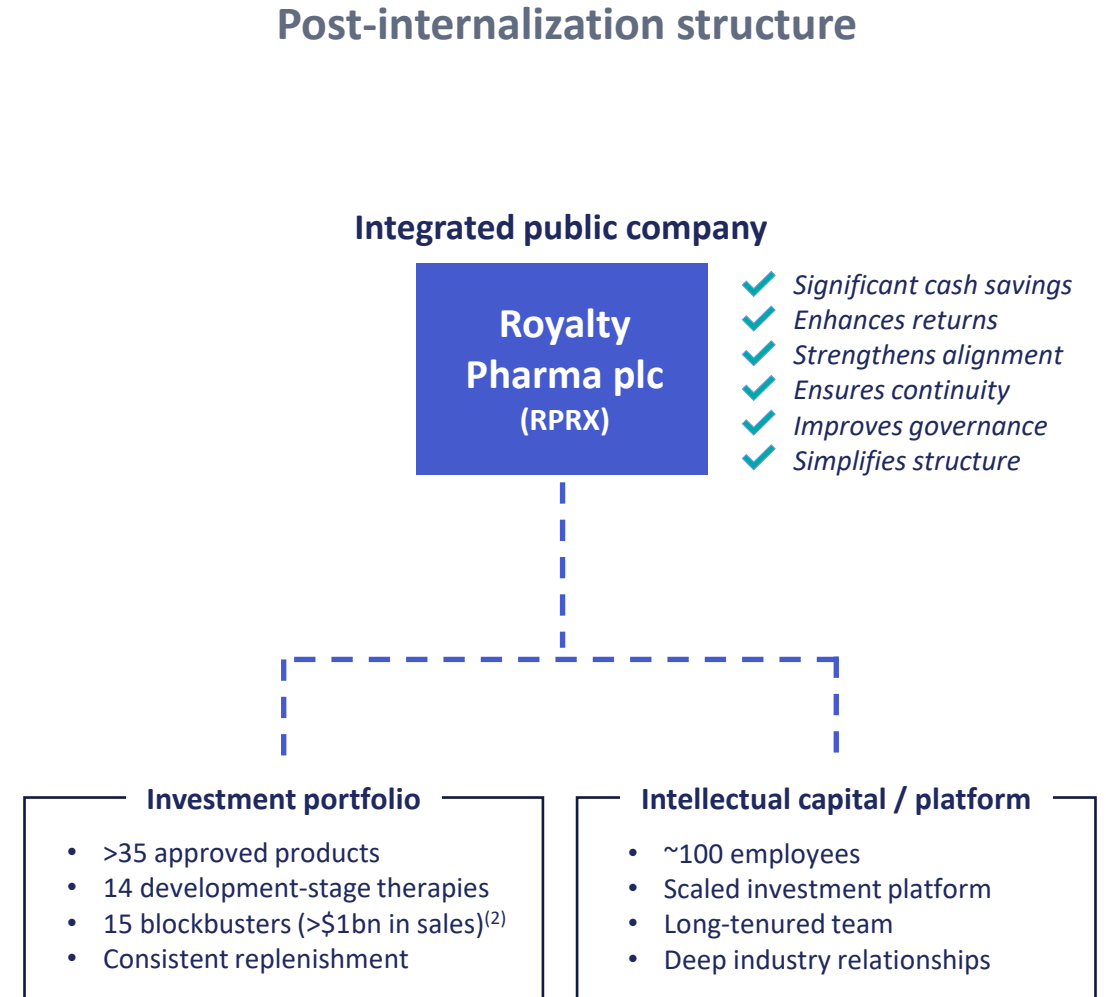 Post-internalization structure
Integrated public company
Royalty
Pharma plc
(RPRX)
Significant cash savings
Enhances returns
Strengthens alignment
Ensures continuity
Improves governance
Simplifies structure
Investment portfolio
• >35 approved products
• 14 development-stage therapies
• 15 blockbusters (>$1bn in sales)(2)
• Consistent replenishment
Intellectual capital / platform
• ~100 employees
• Scaled investment platform
• Long-tenured team
• Deep industry relationships